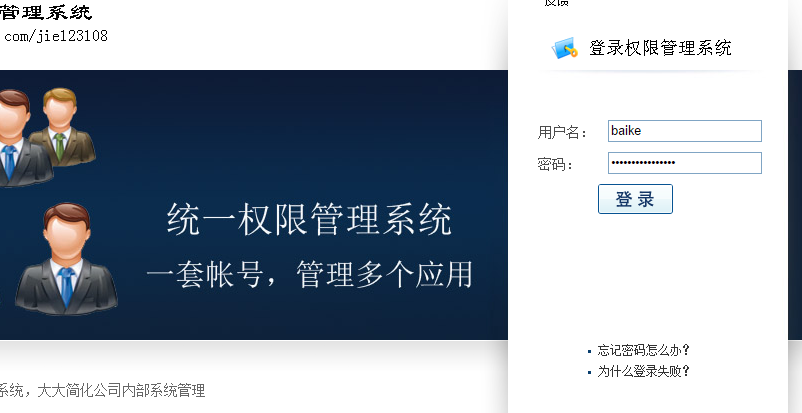 管理系统
com/jie123108
反馈
登录权限管理系统
用户名：
baike
密码：
登 录
统一权限管理系统
一套帐号，管理多个应用
忘记密码怎么办？
为什么登录失败？
系统，大大简化公司内部系统管理